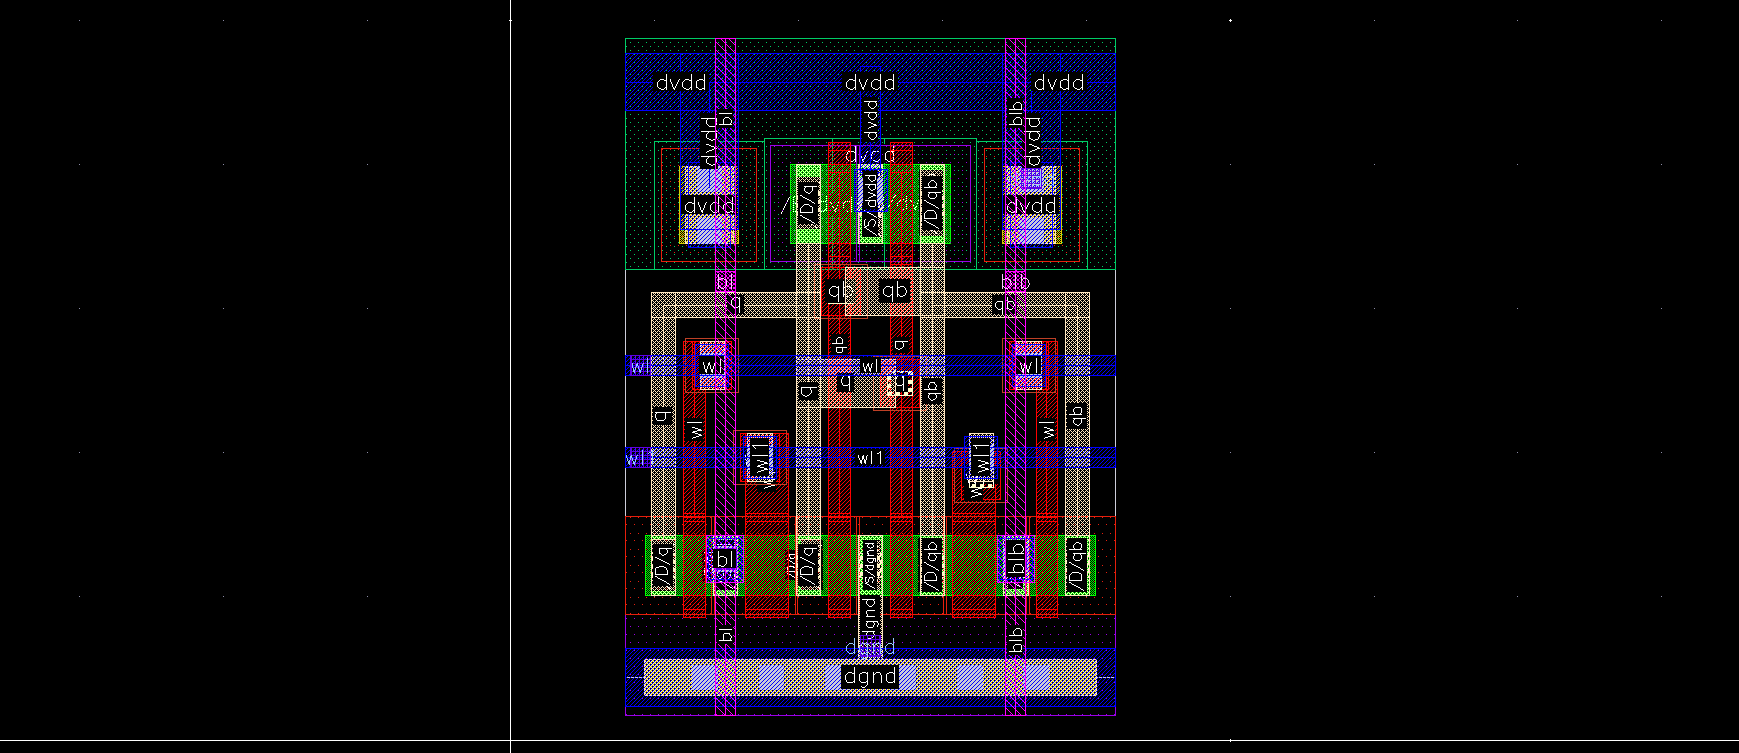 dvdd dvdd dvdd
bl dvdd blb
dvdd dvdd
dvdd
/D/q /S/dvdd /D/qb
dvdd dvdd
bl blb
qb qb
q qb
qb q
wl wl wl wl
q q
q qb
q qb
wl wl
wl1 wl1 wl1 wl1
/D/q bl /D/q /S/dgnd /D/qb blb /D/qb
dgnd
bl blb
dgnd
dgnd